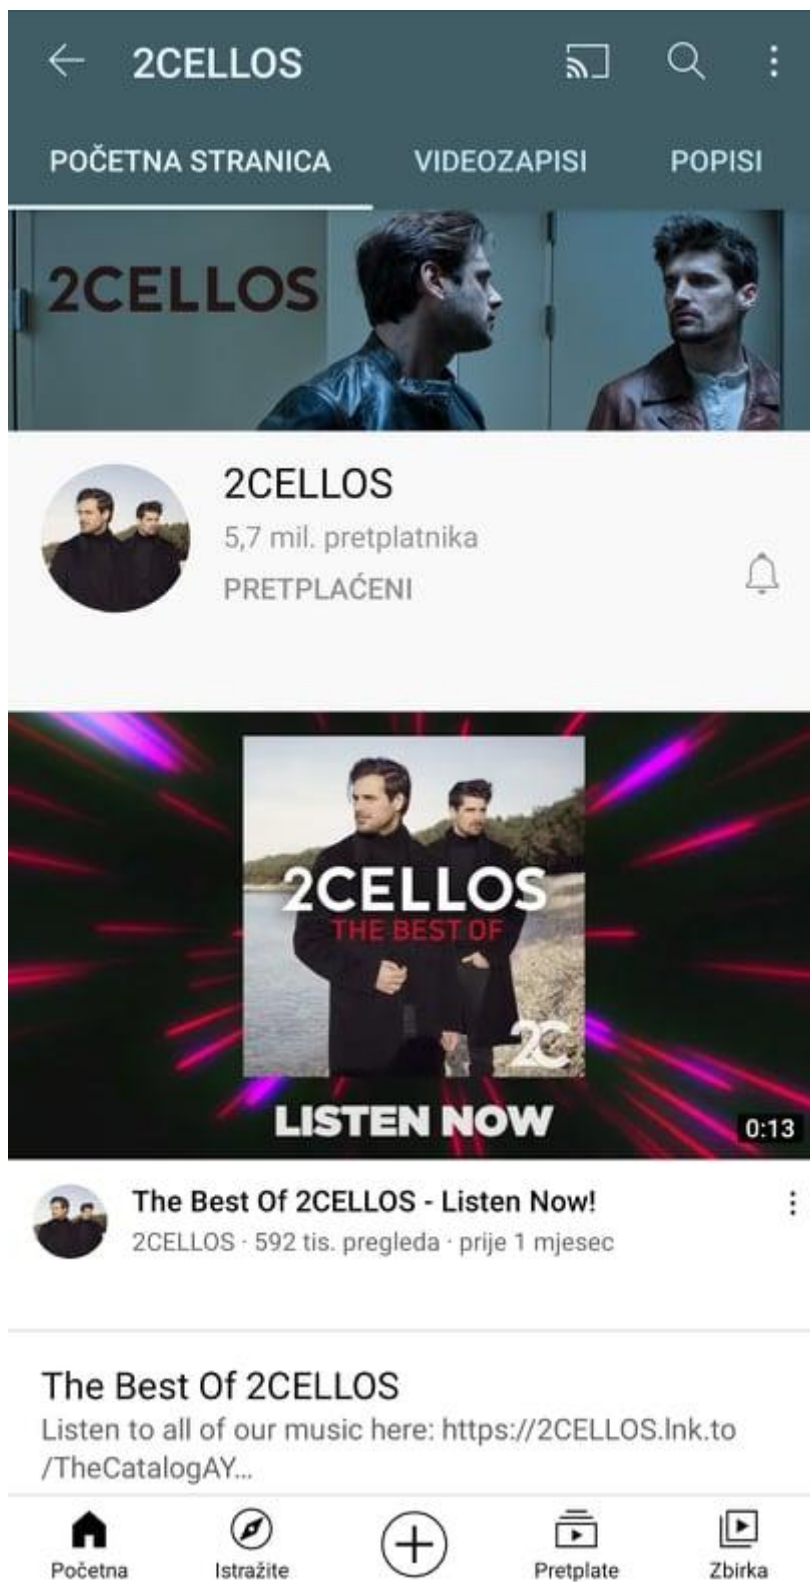 2CELLOS
POČETNA STRANICA VIDEOZAPISI POPISI
2CELLOS
2CELLOS
5,7 mil. pretplatnika
PRETPLAĆENI
2CELLOS
THE BEST OF
2C
LISTEN NOW
0:13
The Best Of 2CELLOS - Listen Now!
2CELLOS · 592 tis. pregleda · prije 1 mjesec
The Best Of 2CELLOS
Listen to all of our music here: https://2CELLOS.lnk.to
/TheCatalogAY...
Početna Istražite Pretplate Zbirka